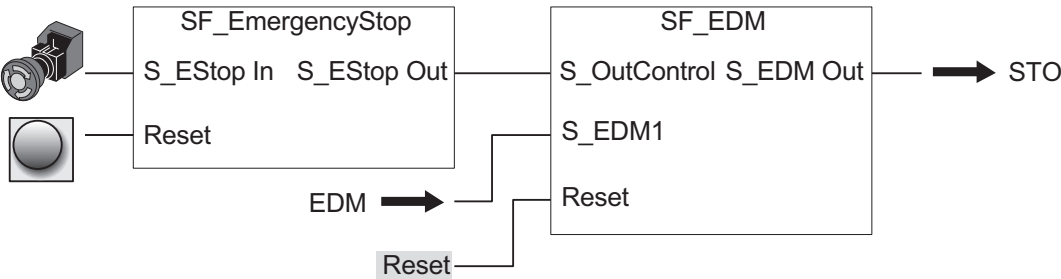 SF_EmergencyStop
SF_EDM
S_EStop In S_EStop Out
S_OutControl S_EDM Out
STO
Reset
S_EDM1
EDM
Reset
Reset